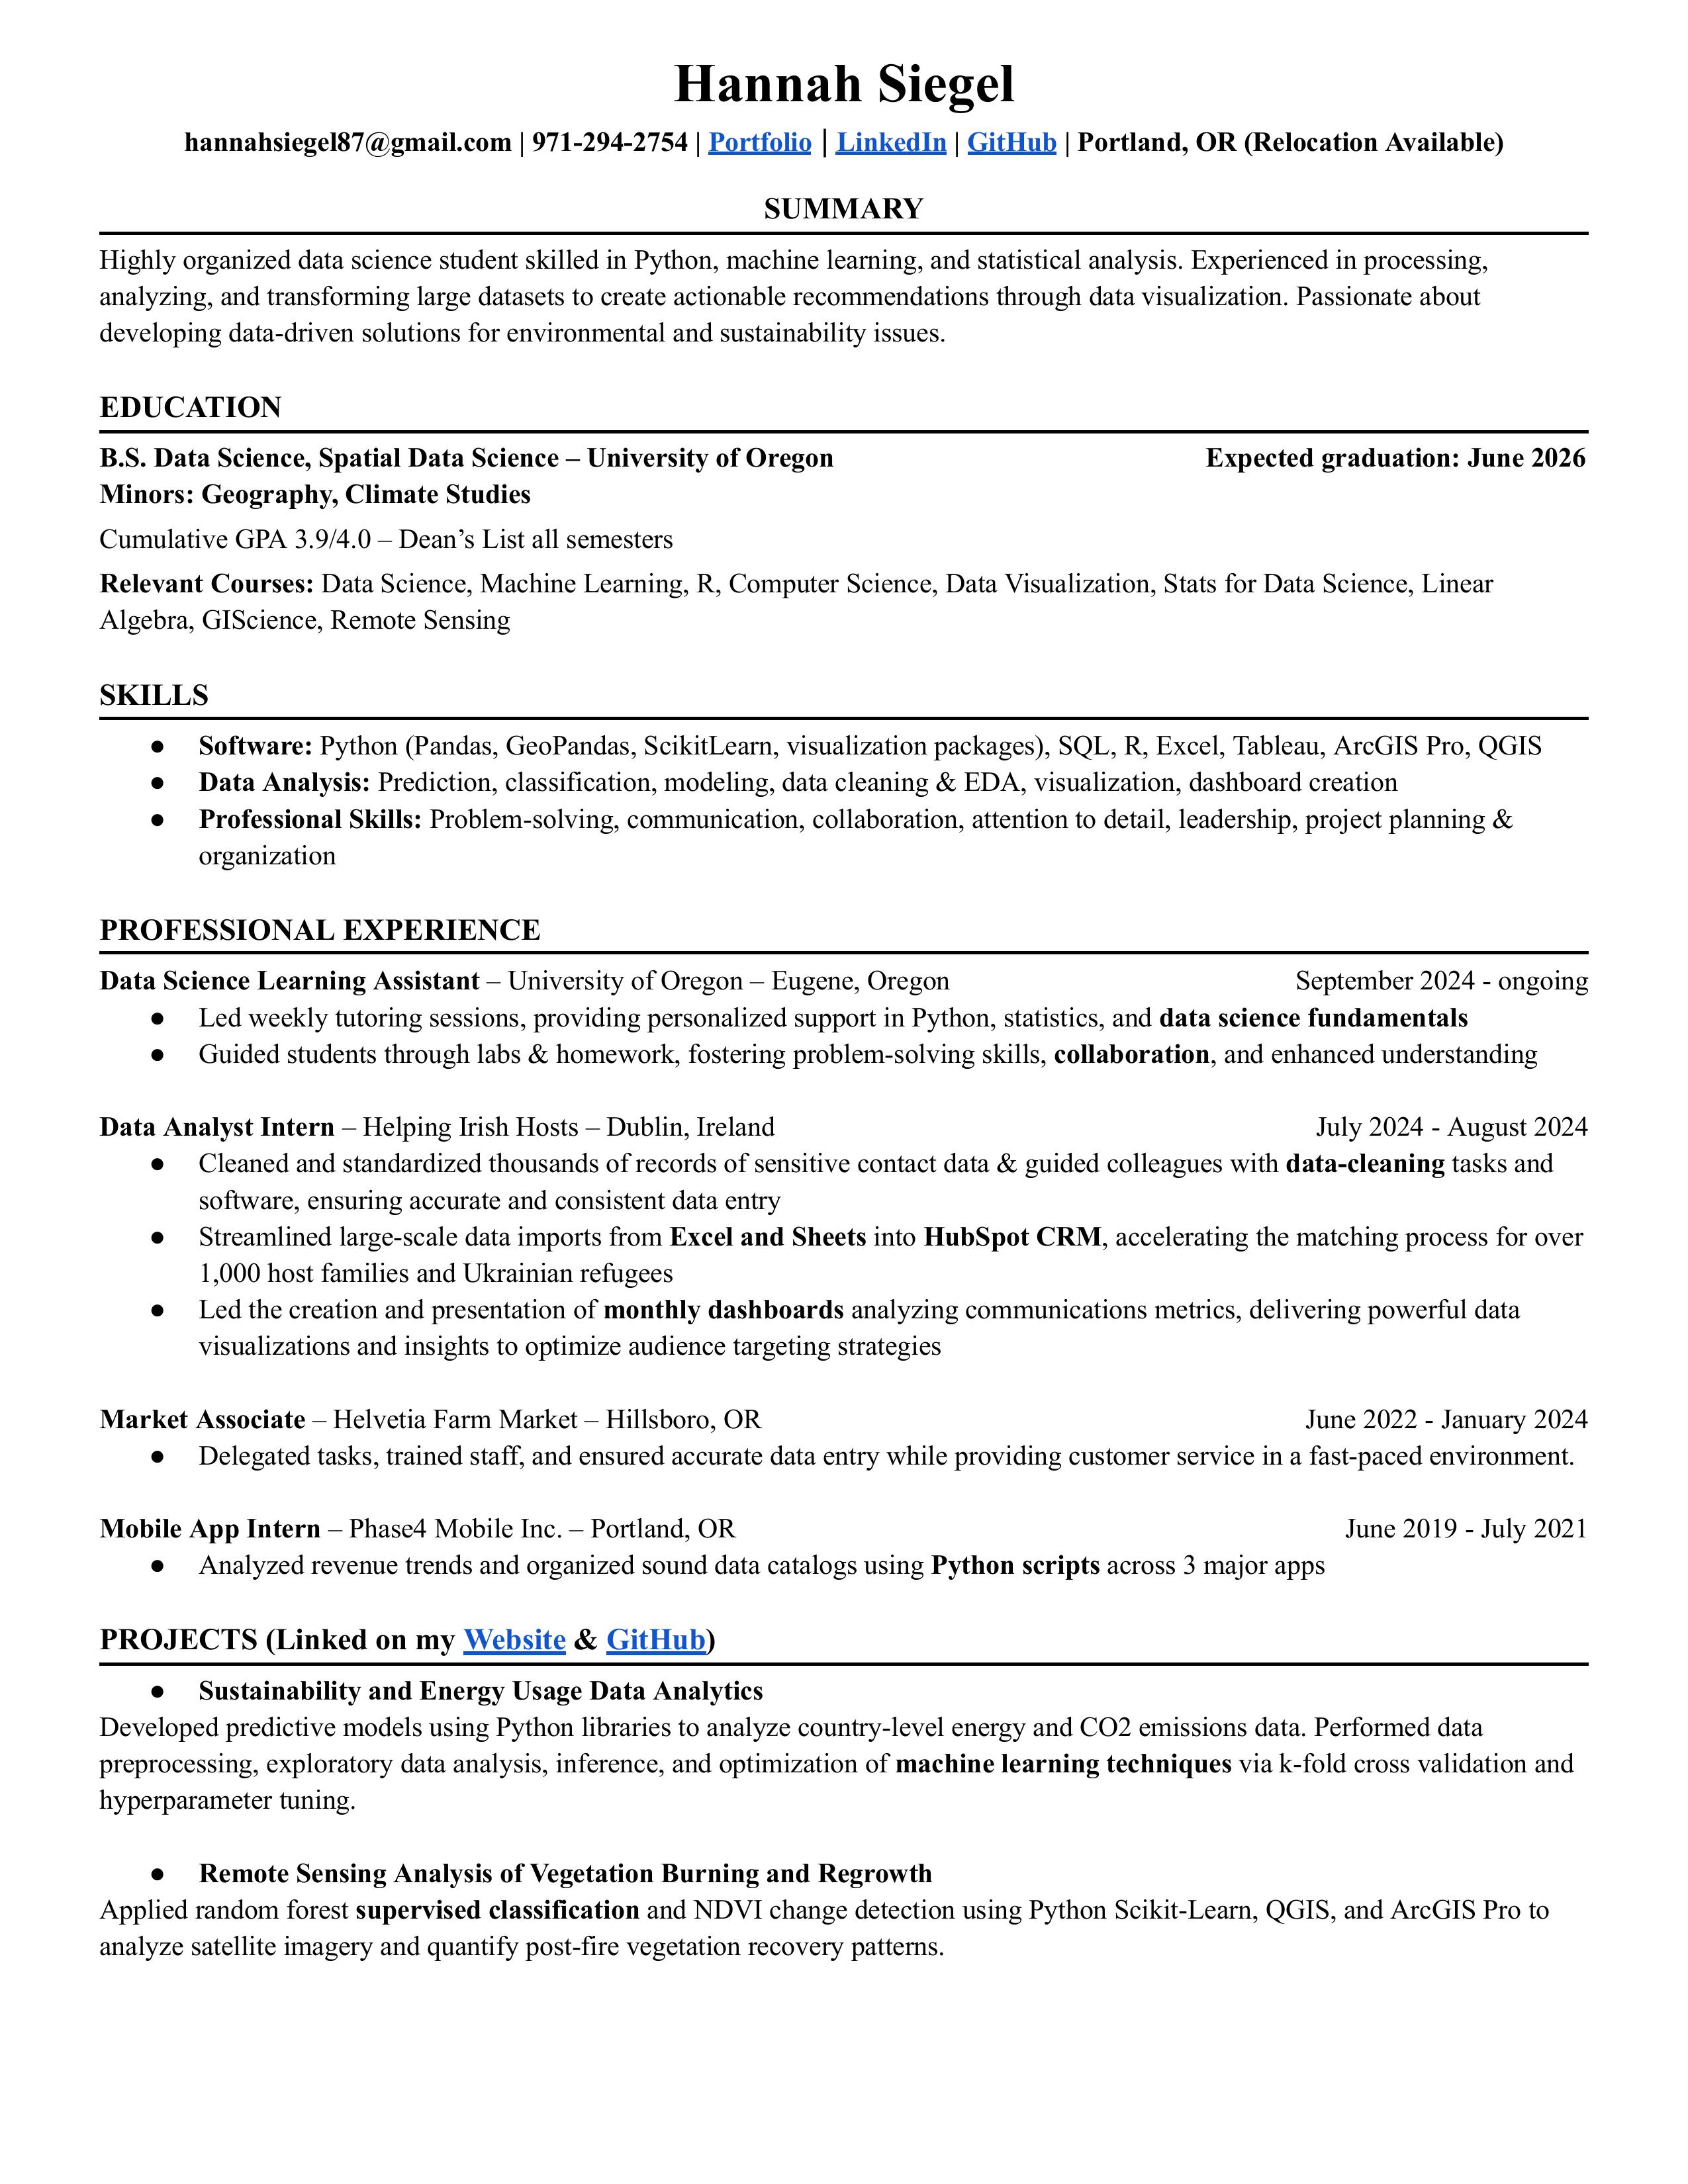 Hannah Siegel
hannahsiegel87@gmail.com | 971-294-2754 | Portfolio | LinkedIn | GitHub | Portland, OR (Relocation Available)
SUMMARY
Highly organized data science student skilled in Python, machine learning, and statistical analysis. Experienced in processing,
analyzing, and transforming large datasets to create actionable recommendations through data visualization. Passionate about
developing data-driven solutions for environmental and sustainability issues.
EDUCATION
B.S. Data Science, Spatial Data Science – University of Oregon Expected graduation: June 2026
Minors: Geography, Climate Studies
Cumulative GPA 3.9/4.0 – Dean’s List all semesters
Relevant Courses: Data Science, Machine Learning, R, Computer Science, Data Visualization, Stats for Data Science, Linear
Algebra, GIScience, Remote Sensing
SKILLS
● Software: Python (Pandas, GeoPandas, ScikitLearn, visualization packages), SQL, R, Excel, Tableau, ArcGIS Pro, QGIS
● Data Analysis: Prediction, classification, modeling, data cleaning & EDA, visualization, dashboard creation
● Professional Skills: Problem-solving, communication, collaboration, attention to detail, leadership, project planning &
organization
PROFESSIONAL EXPERIENCE
Data Science Learning Assistant – University of Oregon – Eugene, Oregon September 2024 - ongoing
● Led weekly tutoring sessions, providing personalized support in Python, statistics, and data science fundamentals
● Guided students through labs & homework, fostering problem-solving skills, collaboration, and enhanced understanding
Data Analyst Intern – Helping Irish Hosts – Dublin, Ireland July 2024 - August 2024
● Cleaned and standardized thousands of records of sensitive contact data & guided colleagues with data-cleaning tasks and
software, ensuring accurate and consistent data entry
● Streamlined large-scale data imports from Excel and Sheets into HubSpot CRM, accelerating the matching process for over
1,000 host families and Ukrainian refugees
● Led the creation and presentation of monthly dashboards analyzing communications metrics, delivering powerful data
visualizations and insights to optimize audience targeting strategies
Market Associate – Helvetia Farm Market – Hillsboro, OR June 2022 - January 2024
● Delegated tasks, trained staff, and ensured accurate data entry while providing customer service in a fast-paced environment.
Mobile App Intern – Phase4 Mobile Inc. – Portland, OR June 2019 - July 2021
● Analyzed revenue trends and organized sound data catalogs using Python scripts across 3 major apps
PROJECTS (Linked on my Website & GitHub)
● Sustainability and Energy Usage Data Analytics
Developed predictive models using Python libraries to analyze country-level energy and CO2 emissions data. Performed data
preprocessing, exploratory data analysis, inference, and optimization of machine learning techniques via k-fold cross validation and
hyperparameter tuning.
● Remote Sensing Analysis of Vegetation Burning and Regrowth
Applied random forest supervised classification and NDVI change detection using Python Scikit-Learn, QGIS, and ArcGIS Pro to
analyze satellite imagery and quantify post-fire vegetation recovery patterns.